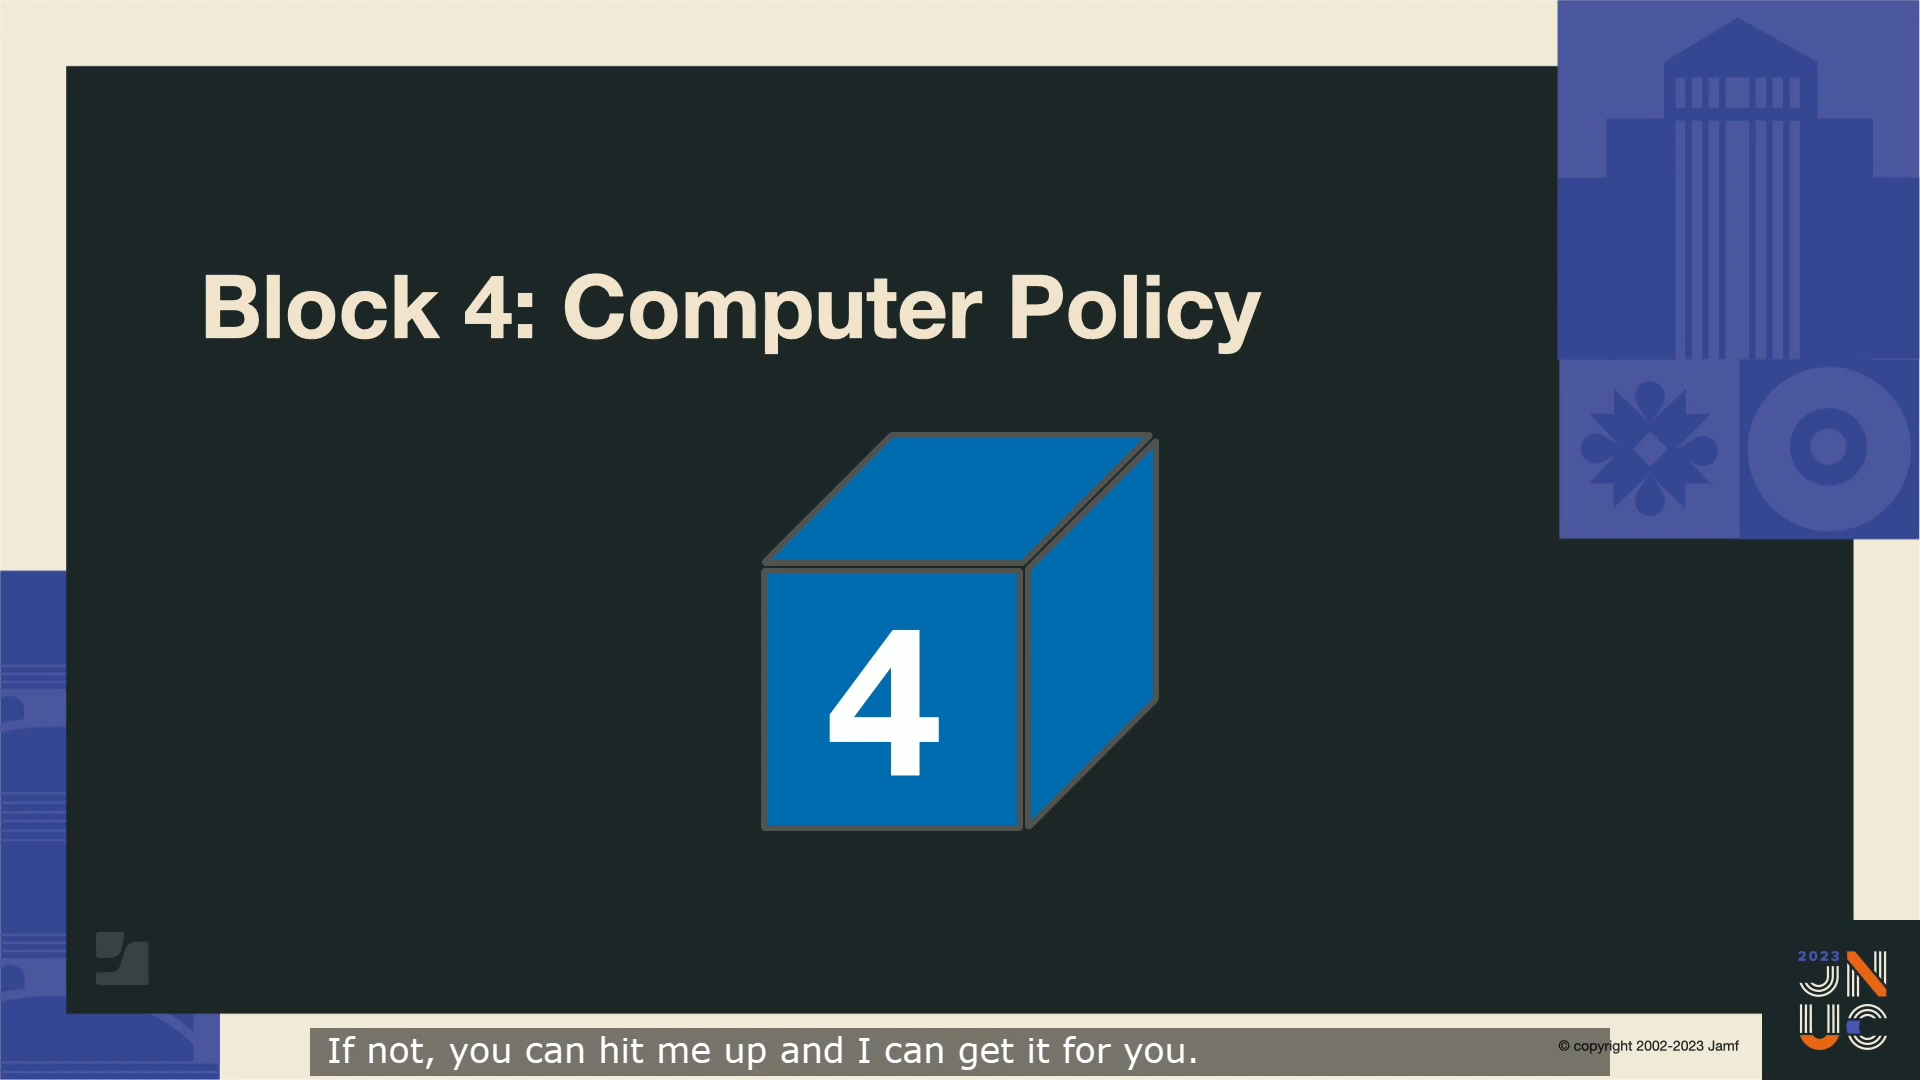 Block 4: Computer Policy
4
2023
JN
UC
If not, you can hit me up and I can get it for you.
© copyright 2002-2023 Jamf